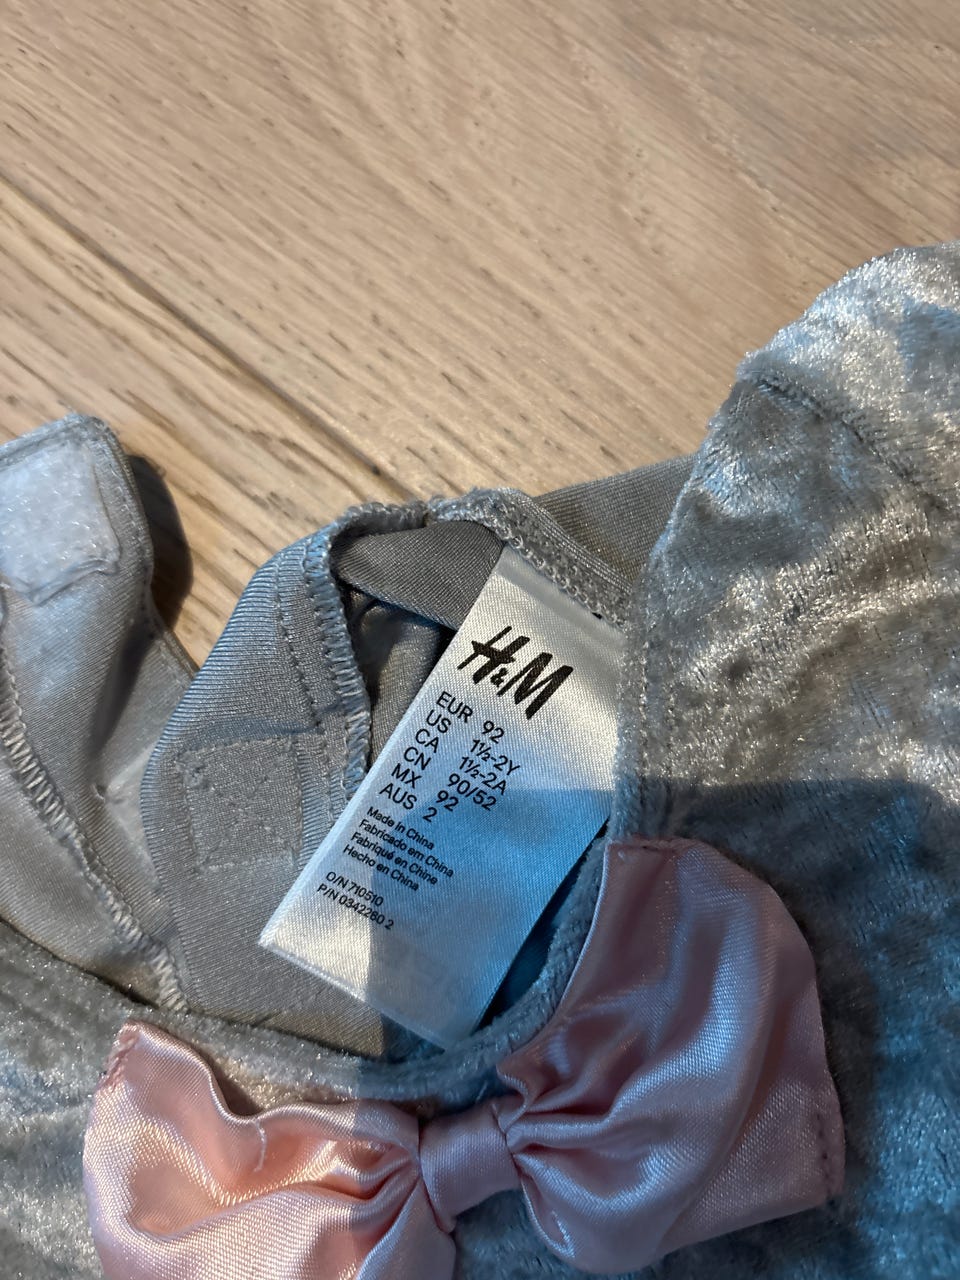 H&M
EUR 92
US 1½-2Y
CA 1½-2A
CN 90/52
MX 92
AUS 2
Made in China
Fabricado em China
Fabriqué en Chine
Hecho en China
O/N 710510
P/N 0342260 2